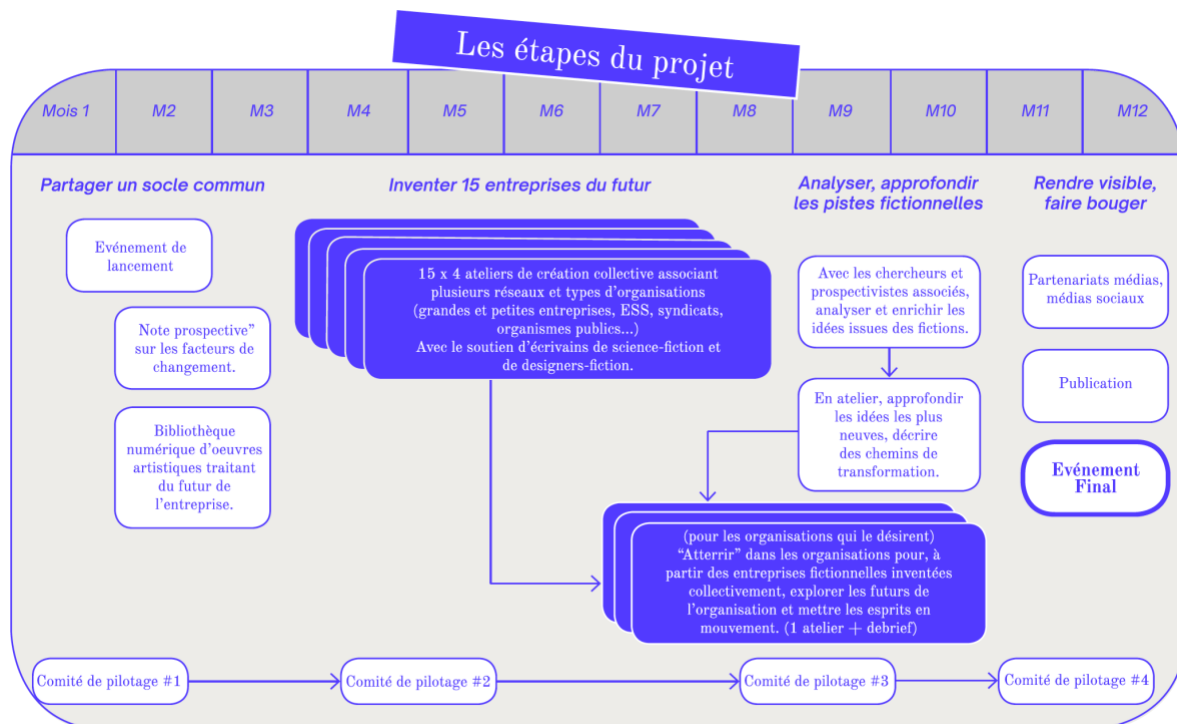 Les étapes du projet
Mois 1
M2
M3
M4
M5
M6
M7
M8
M9
M10
M11
M12
Partager un socle commun
Inventer 15 entreprises du futur
Analyser, approfondir
les pistes fictionnelles
Rendre visible,
faire bouger
Evénement de
lancement
Note prospective”
sur les facteurs de
changement.
Bibliothèque
numérique d’oeuvres
artistiques traitant
du futur de
l’entreprise.
15 x 4 ateliers de création collective associant
plusieurs réseaux et types d’organisations
(grandes et petites entreprises, ESS, syndicats,
organismes publics...)
Avec le soutien d’écrivains de science-fiction et
de designers-fiction.
Avec les chercheurs et
prospectivistes associés,
analyser et enrichir les
idées issues des fictions.
En atelier, approfondir
les idées les plus
neuves, décrire
des chemins de
transformation.
(pour les organisations qui le désirent)
“Atterrir” dans les organisations pour, à
partir des entreprises fictionnelles inventées
collectivement, explorer les futurs de
l’organisation et mettre les esprits en
mouvement. (1 atelier + debrief)
Partenariats médias,
médias sociaux
Publication
Evénement
Final
Comité de pilotage #1
Comité de pilotage #2
Comité de pilotage #3
Comité de pilotage #4